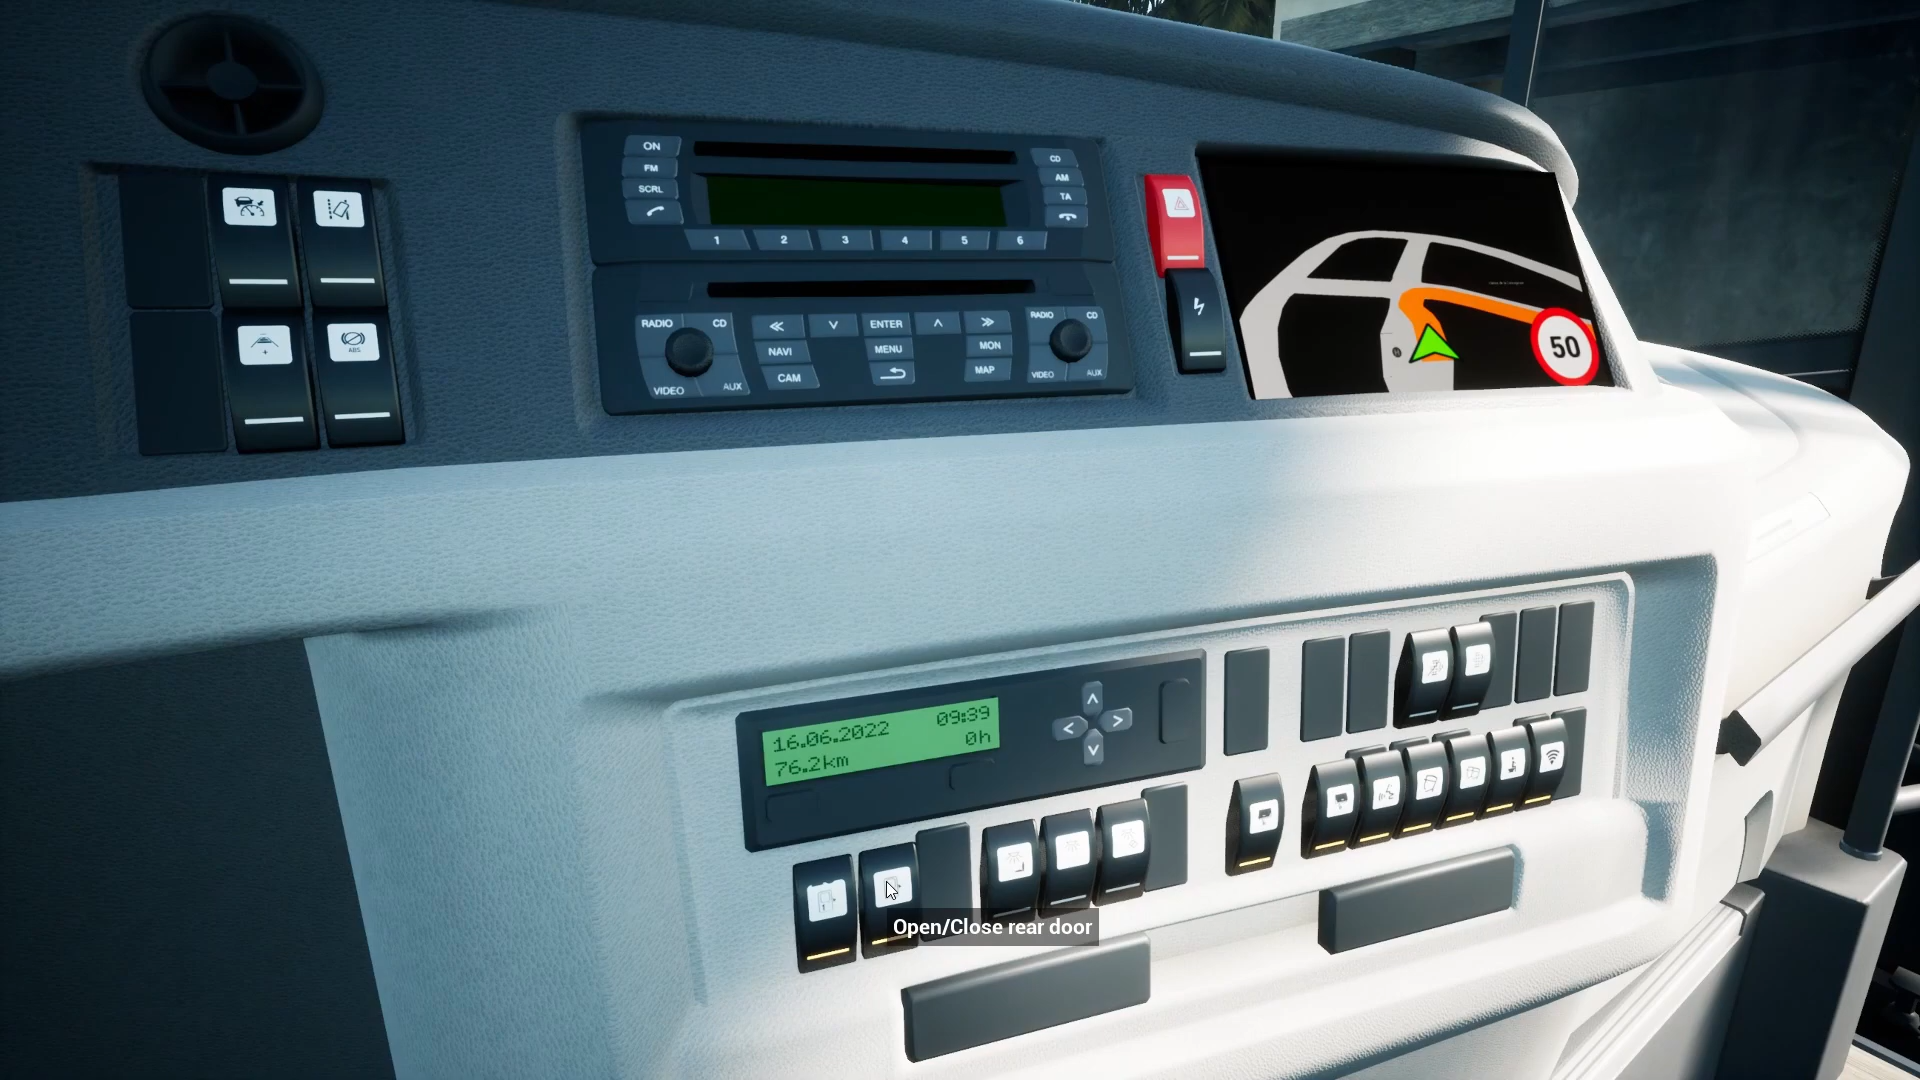 ON
FM
SCRL
CD
AM
TA
1 2 3 4 5 6
RADIO CD
VIDEO AUX
ENTER
NAVI MENU MON
CAM MAP
RADIO CD
VIDEO AUX
ABS
50
16.06.2022 09:39
0h
76.2km
1
Open/Close rear door